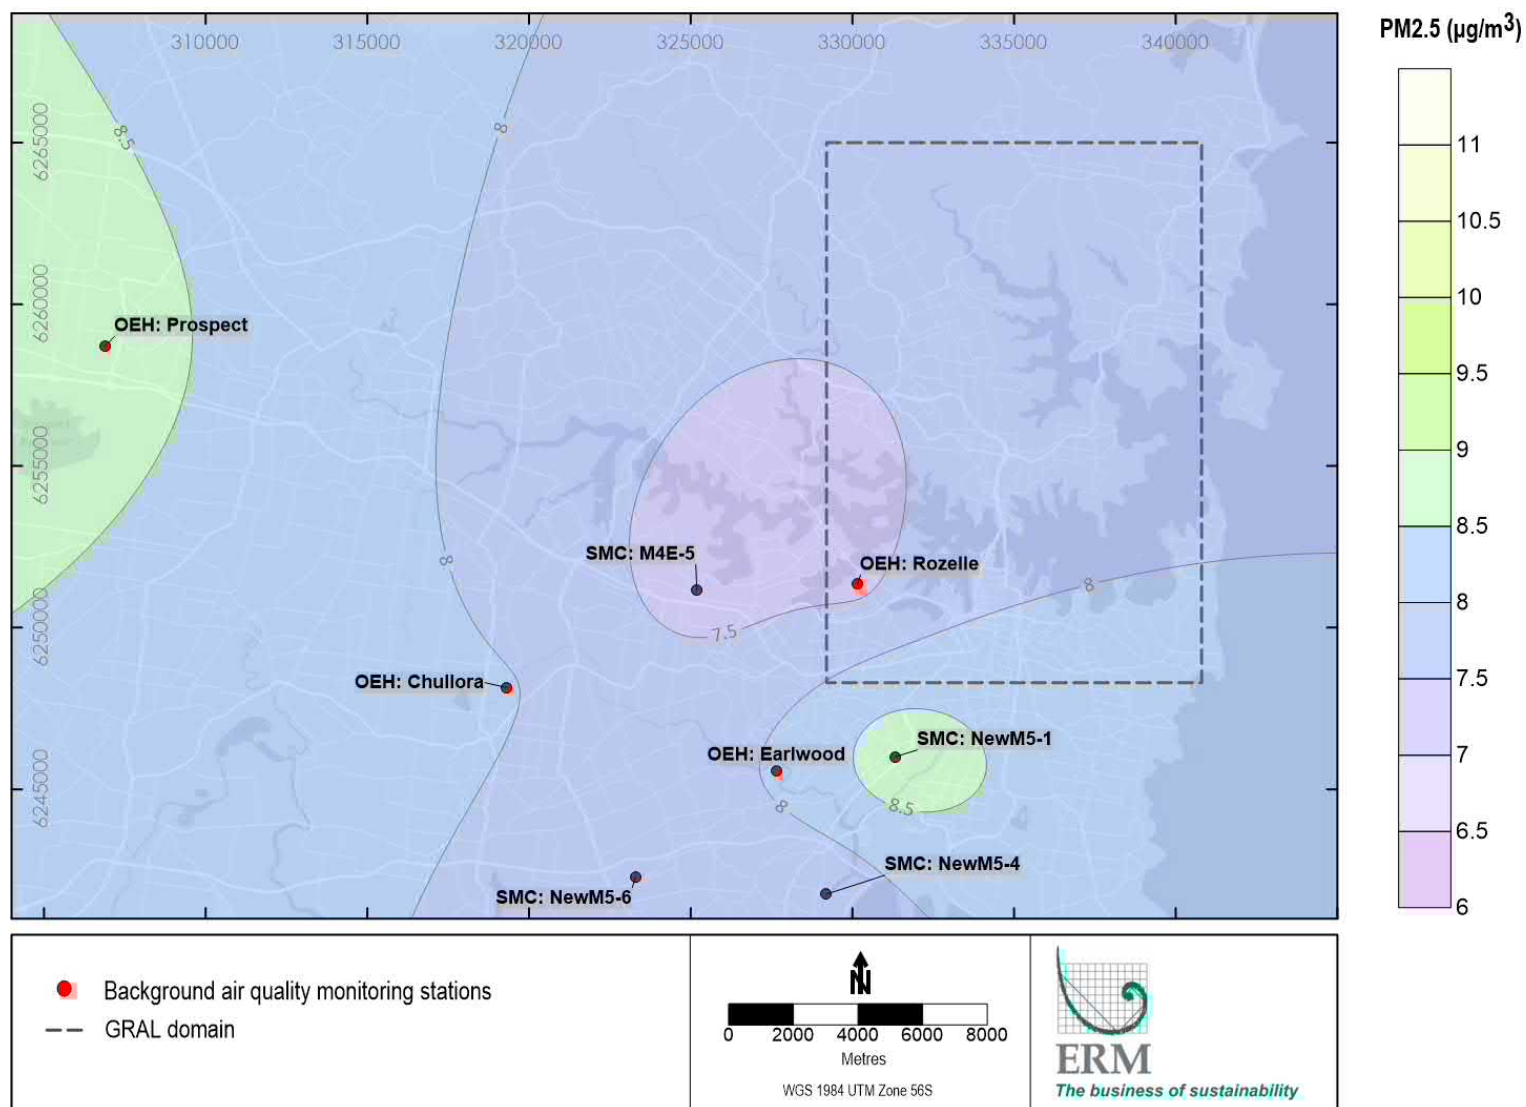 PM2.5 (µg/m³)
310000 315000 320000 325000 330000 335000 340000
8.5
8
6265000
11
10.5
6260000
10
OEH: Prospect
9.5
9
6255000
8.5
SMC: M4E-5
8
OEH: Rozelle
8
8
6250000
7.5
7.5
OEH: Chullora
7
SMC: NewM5-1
OEH: Earlwood
6245000
8
8.5
6.5
SMC: NewM5-4
SMC: NewM5-6
6
Background air quality monitoring stations
GRAL domain
N
0 2000 4000 6000 8000
Metres
WGS 1984 UTM Zone 56S
ERM
The business of sustainability